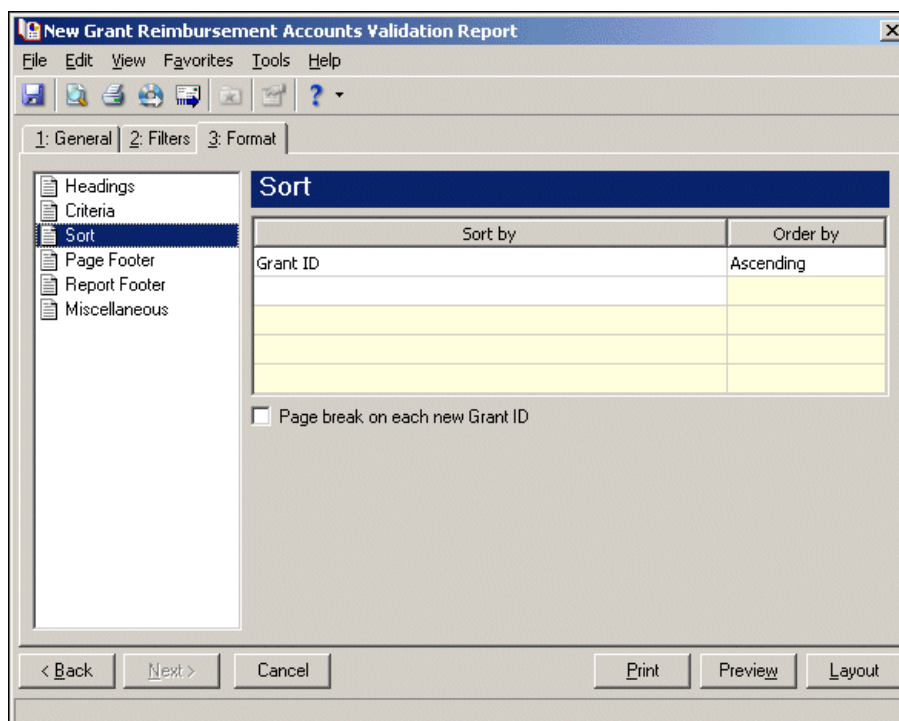 New Grant Reimbursement Accounts Validation Report
File Edit View Favorites Tools Help
1: General 2: Filters 3: Format
Headings
Criteria
Sort
Page Footer
Report Footer
Miscellaneous
Sort
Sort by Order by
Grant ID Ascending
Page break on each new Grant ID
< Back Next > Cancel Print Preview Layout